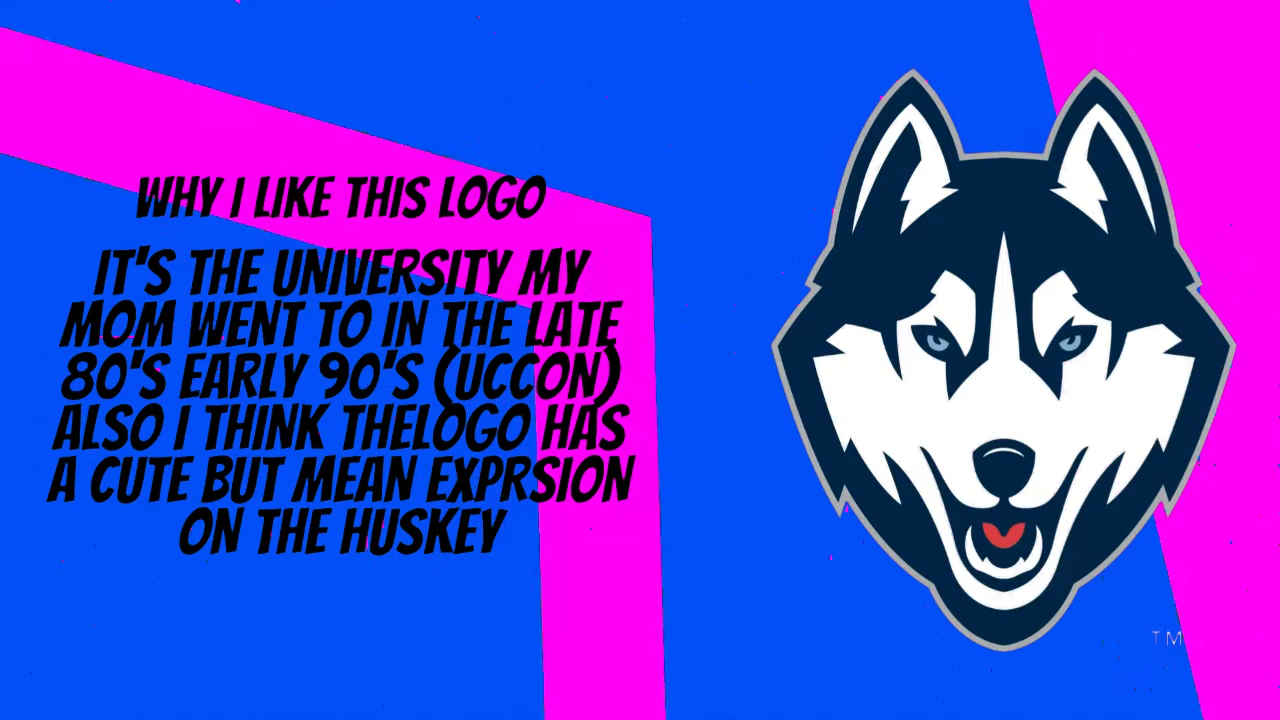 WHY I LIKE THIS LOGO
IT'S THE UNIVERSITY MY
MOM WENT TO IN THE LATE
80'S EARLY 90'S (UCCON)
ALSO I THINK THELOGO HAS
A CUTE BUT MEAN EXPRSION
ON THE HUSKEY
TM